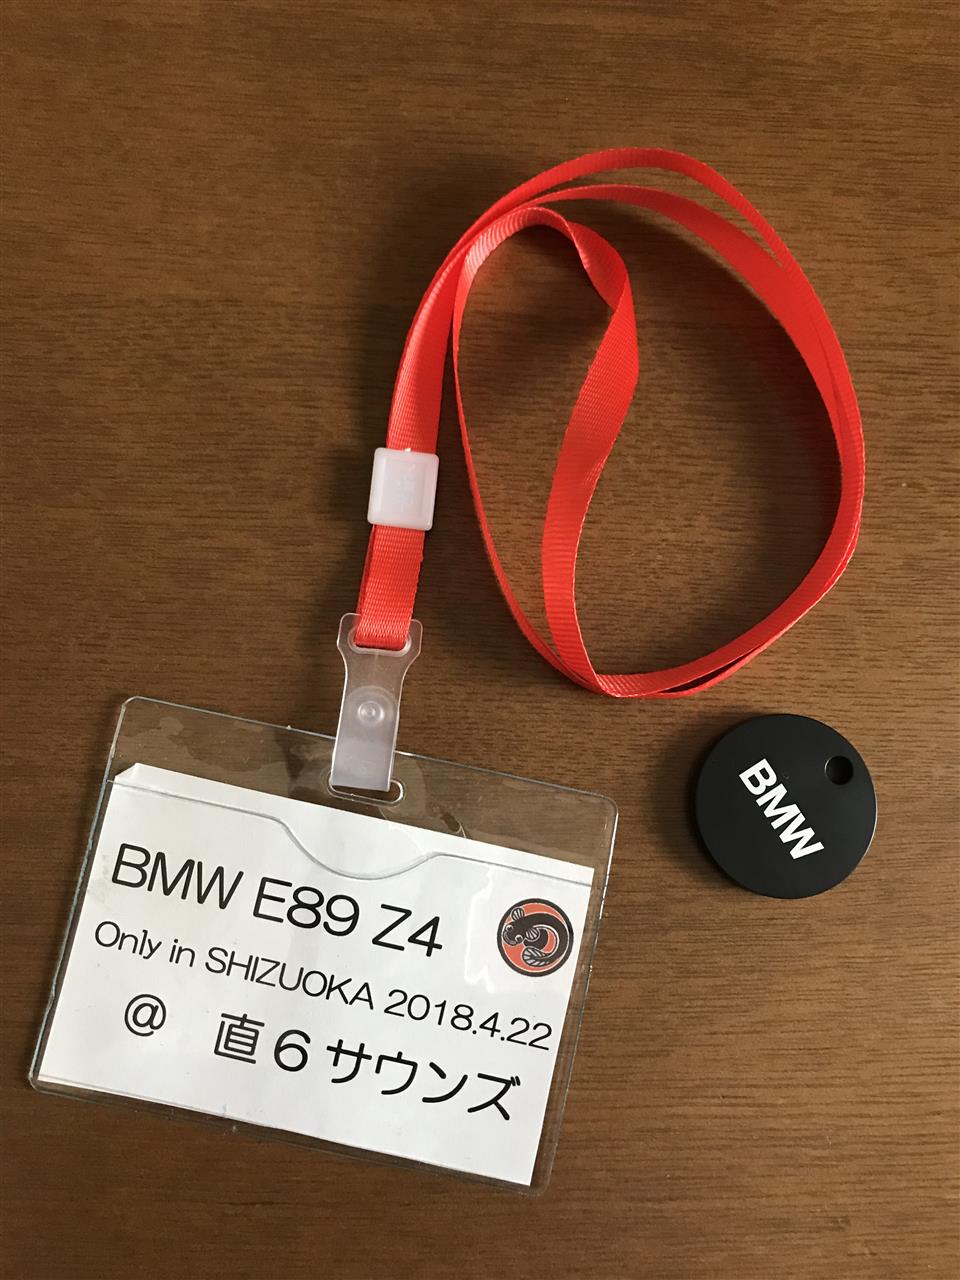 BMW E89 Z4
Only in SHIZUOKA 2018.4.22
@ 直6サウンズ
BMW